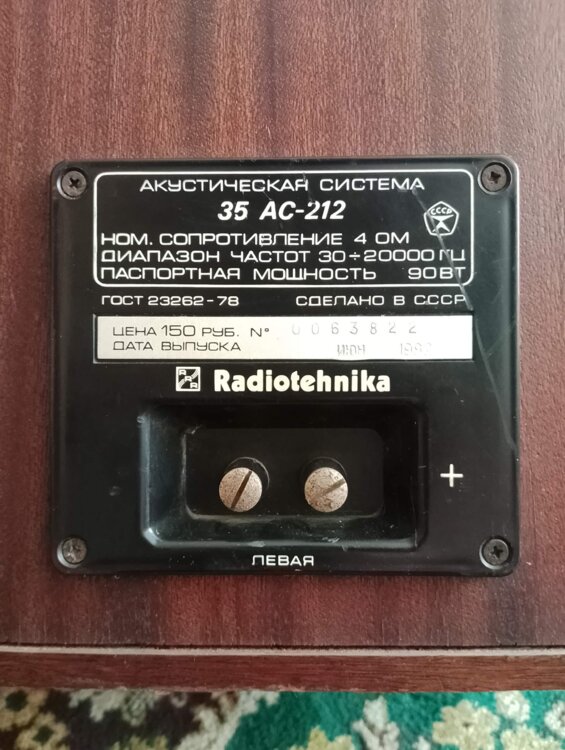 АКУСТИЧЕСКАЯ СИСТЕМА
35 АС-212
СССР
НОМ. СОПРОТИВЛЕНИЕ 4 ОМ
ДИАПАЗОН ЧАСТОТ 30÷20000 ГЦ
ПАСПОРТНАЯ МОЩНОСТЬ 90 ВТ
ГОСТ 23262-78 СДЕЛАНО В СССР
ЦЕНА 150 РУБ. № 0063822
ДАТА ВЫПУСКА
Radiotehnika
+
ЛЕВАЯ